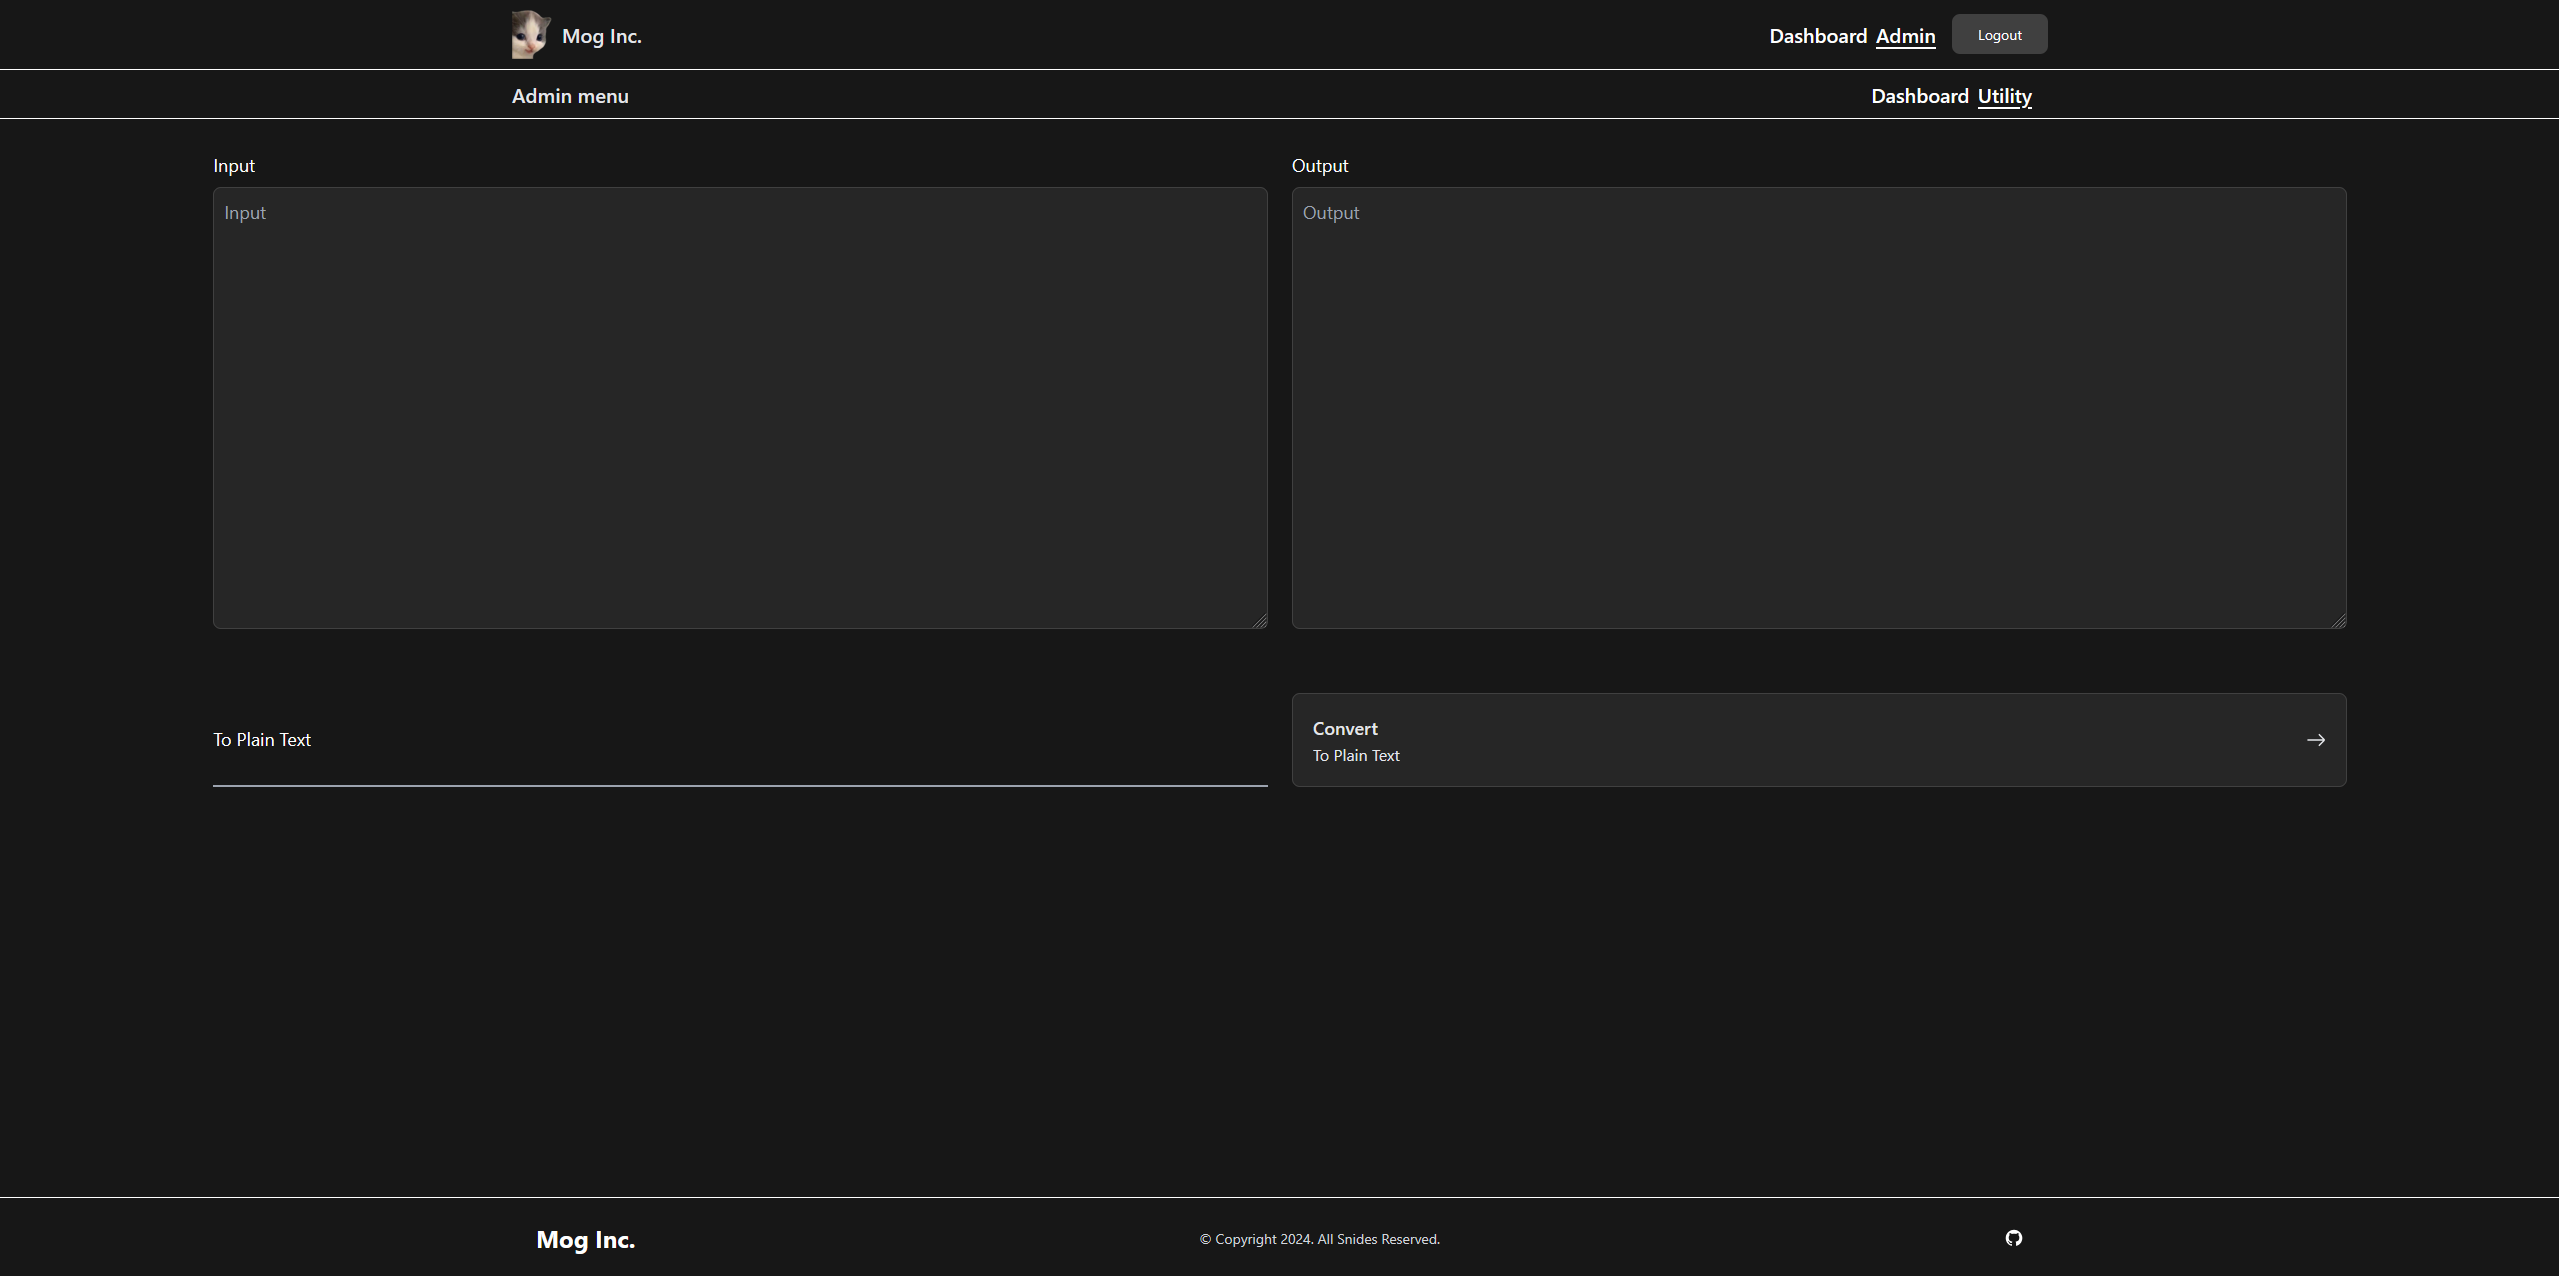 Mog Inc.
Dashboard Admin Logout
Admin menu
Dashboard Utility
Input
Output
Input
Output
To Plain Text
Convert
To Plain Text
Mog Inc.
© Copyright 2024. All Snides Reserved.